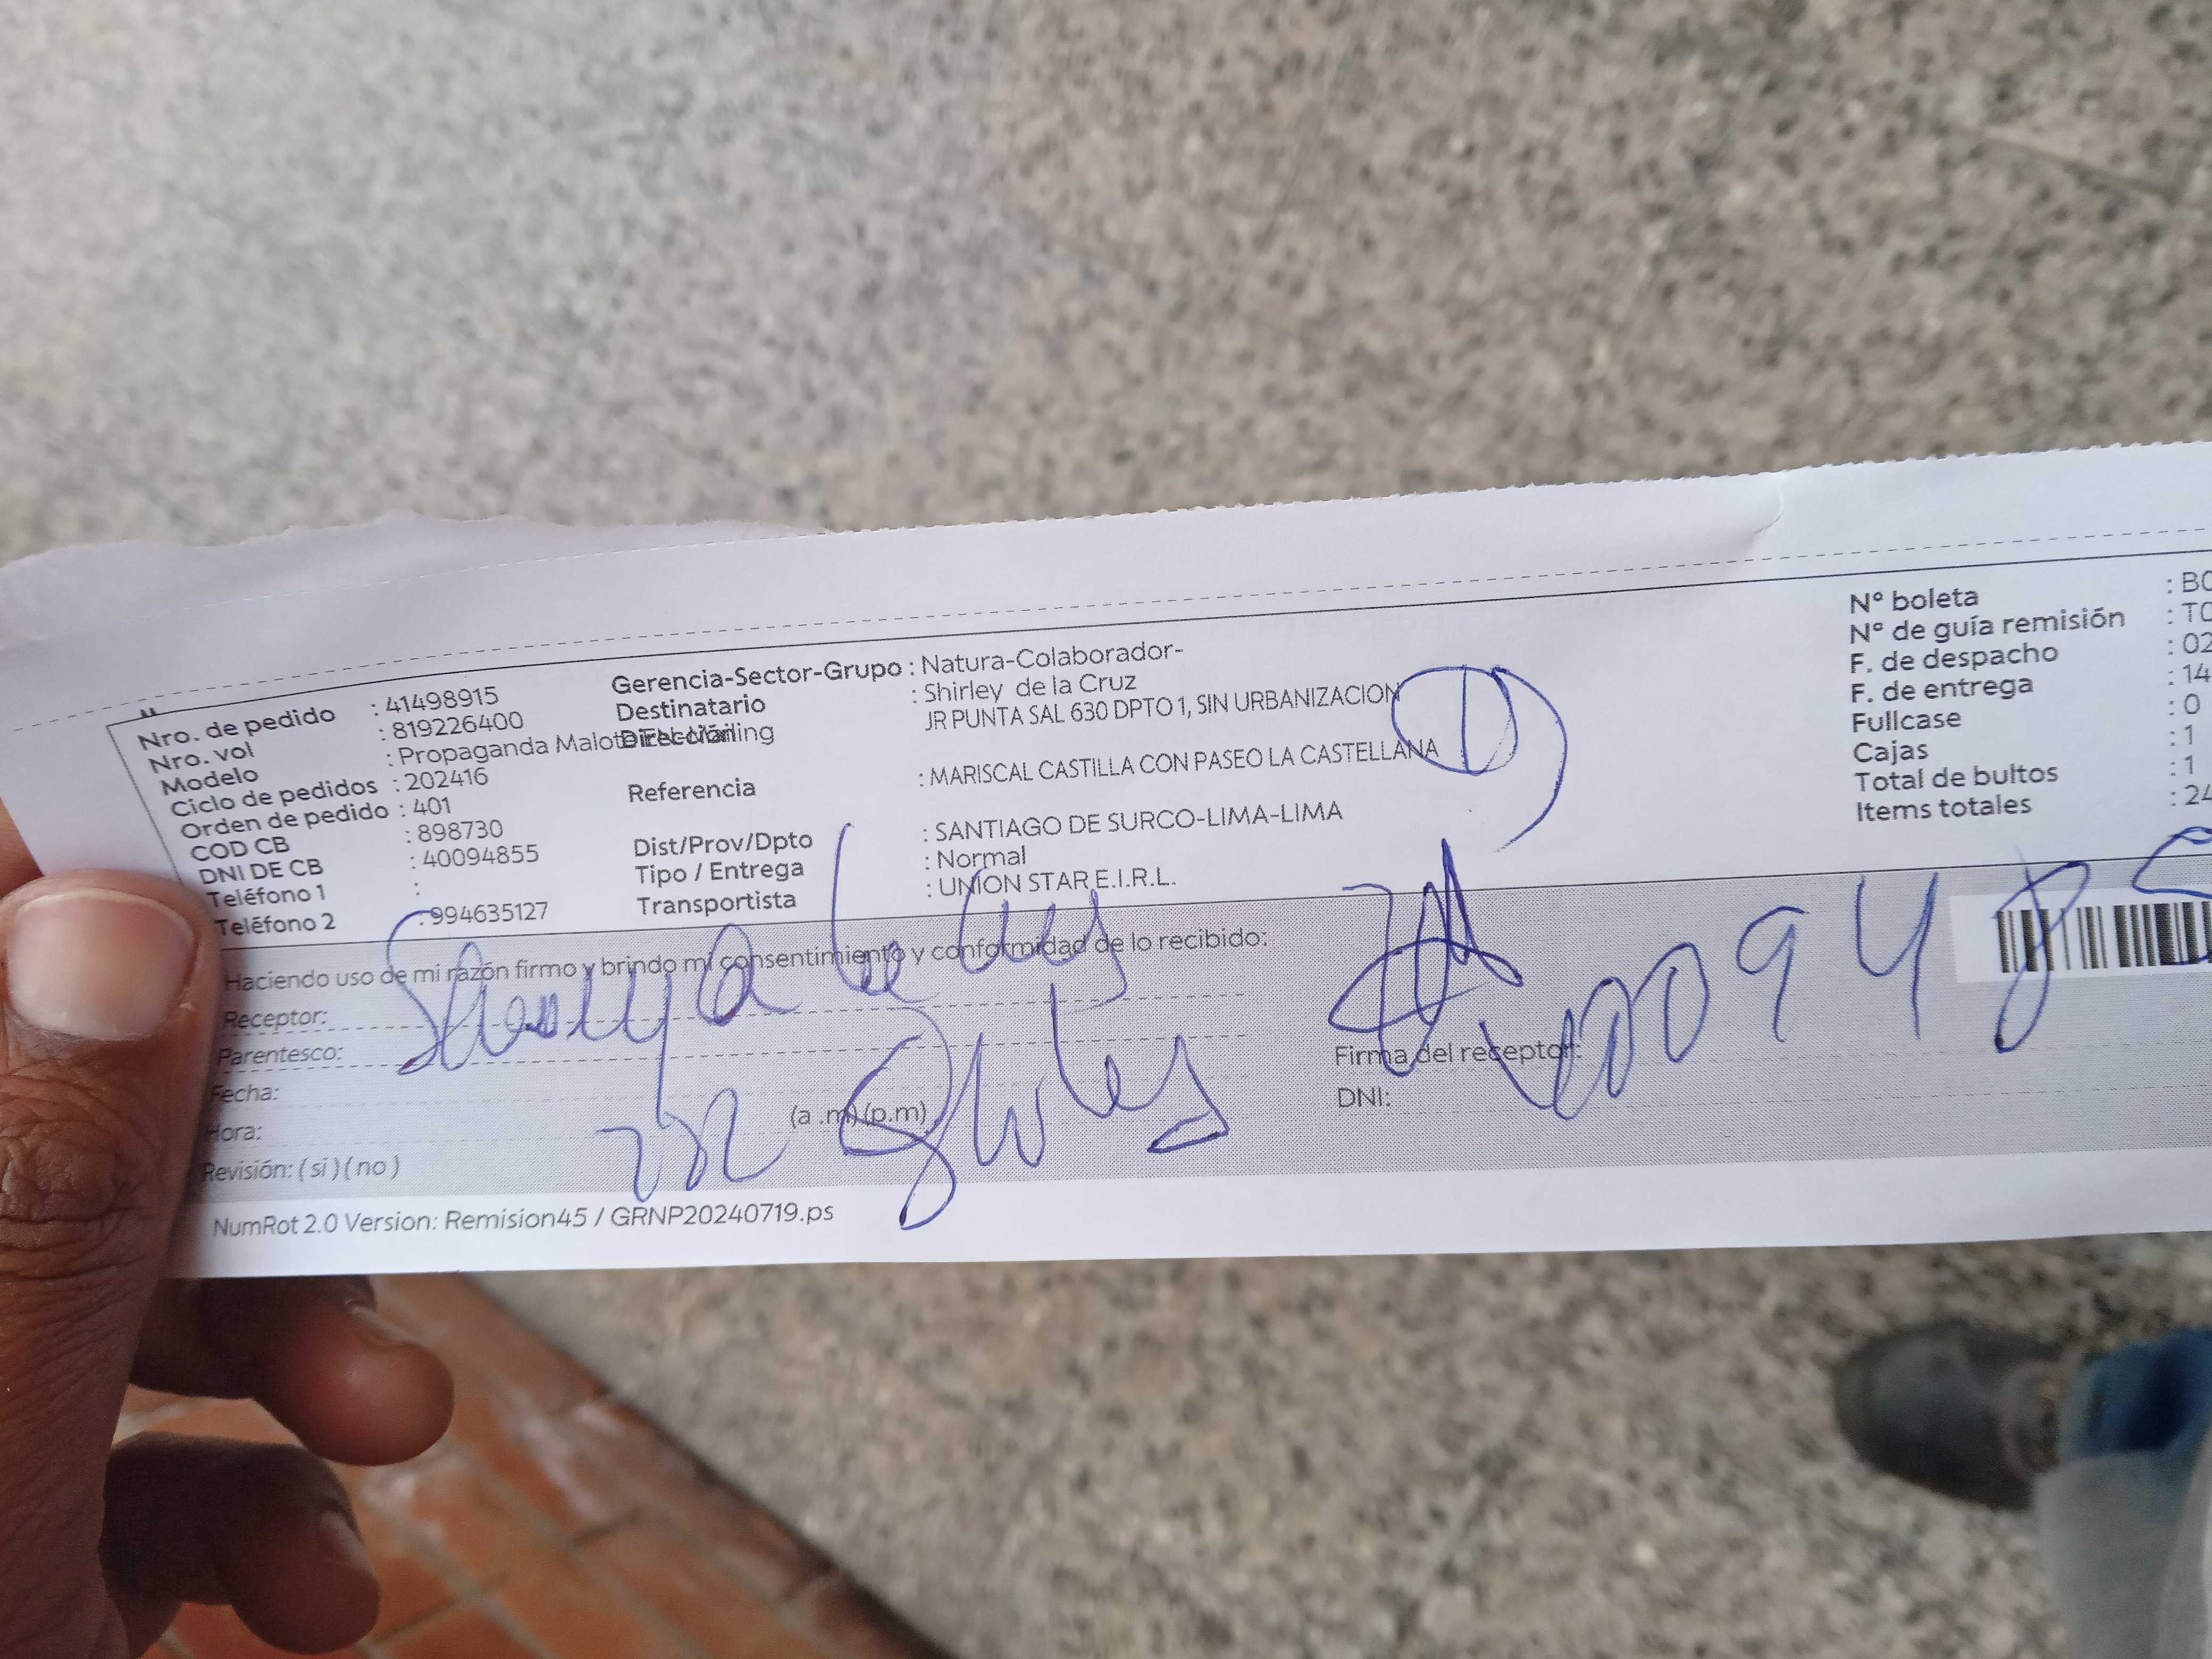 Nro. de pedido : 41498915
Nro. vol : 819226400
Modelo : Propaganda
Ciclo de pedidos : 202416
Orden de pedido : 401
COD CB : 898730
DNI DE CB : 40094855
Teléfono 1 :
Teléfono 2 : 994635127
Gerencia-Sector-Grupo : Natura-Colaborador-
Destinatario : Shirley de la Cruz
Dirección JR PUNTA SAL 630 DPTO 1, SIN URBANIZACION
Referencia : MARISCAL CASTILLA CON PASEO LA CASTELLANA
Dist/Prov/Dpto : SANTIAGO DE SURCO-LIMA-LIMA
Tipo / Entrega : Normal
Transportista : UNION STAR E.I.R.L.
N° boleta : B0
N° de guía remisión : T0
F. de despacho : 02
F. de entrega : 14
Fullcase : 0
Cajas : 1
Total de bultos : 1
Items totales : 24
Haciendo uso de mi razón firmo y brindo mi consentimiento y conformidad de lo recibido:
Receptor:
Parentesco:
Fecha:
Hora: (a .m) (p.m)
Revisión: ( si ) ( no )
Firma del receptor:
DNI: 4009485
NumRot 2.0 Version: Remision45 / GRNP20240719.ps